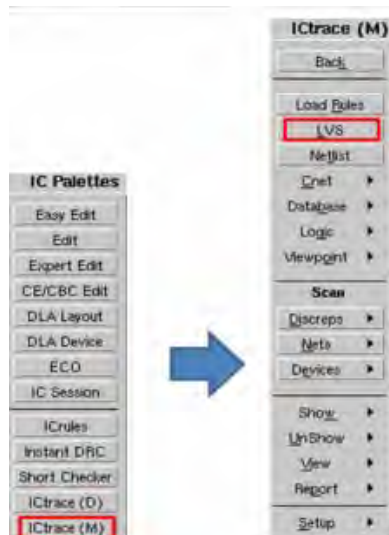 IC Palettes
Easy Edit
Edit
Expert Edit
CE/CBC Edit
DLA Layout
DLA Device
ECO
IC Session
ICrules
Instant DRC
Short Checker
ICtrace (D)
ICtrace (M)
ICtrace (M)
Back
Load Rules
LVS
Netlist
Cnet
Database
Logic
Viewpoint
Scan
Discreps
Nets
Devices
Show
UnShow
View
Report
Setup